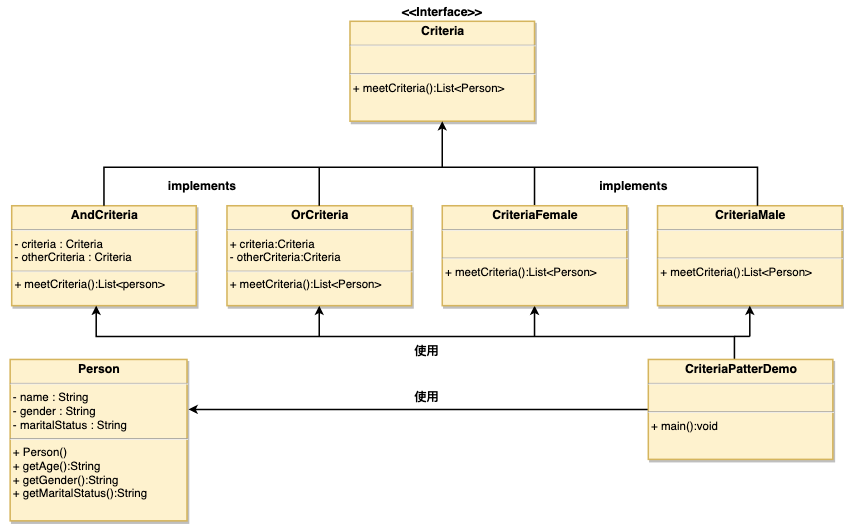 <<Interface>>
Criteria
+ meetCriteria():List<Person>
implements
implements
AndCriteria
- criteria : Criteria
- otherCriteria : Criteria
+ meetCriteria():List<person>
OrCriteria
+ criteria:Criteria
- otherCriteria:Criteria
+ meetCriteria():List<Person>
CriteriaFemale
+ meetCriteria():List<Person>
CriteriaMale
+ meetCriteria():List<Person>
使用
Person
- name : String
- gender : String
- maritalStatus : String
+ Person()
+ getAge():String
+ getGender():String
+ getMaritalStatus():String
使用
CriteriaPatterDemo
+ main():void